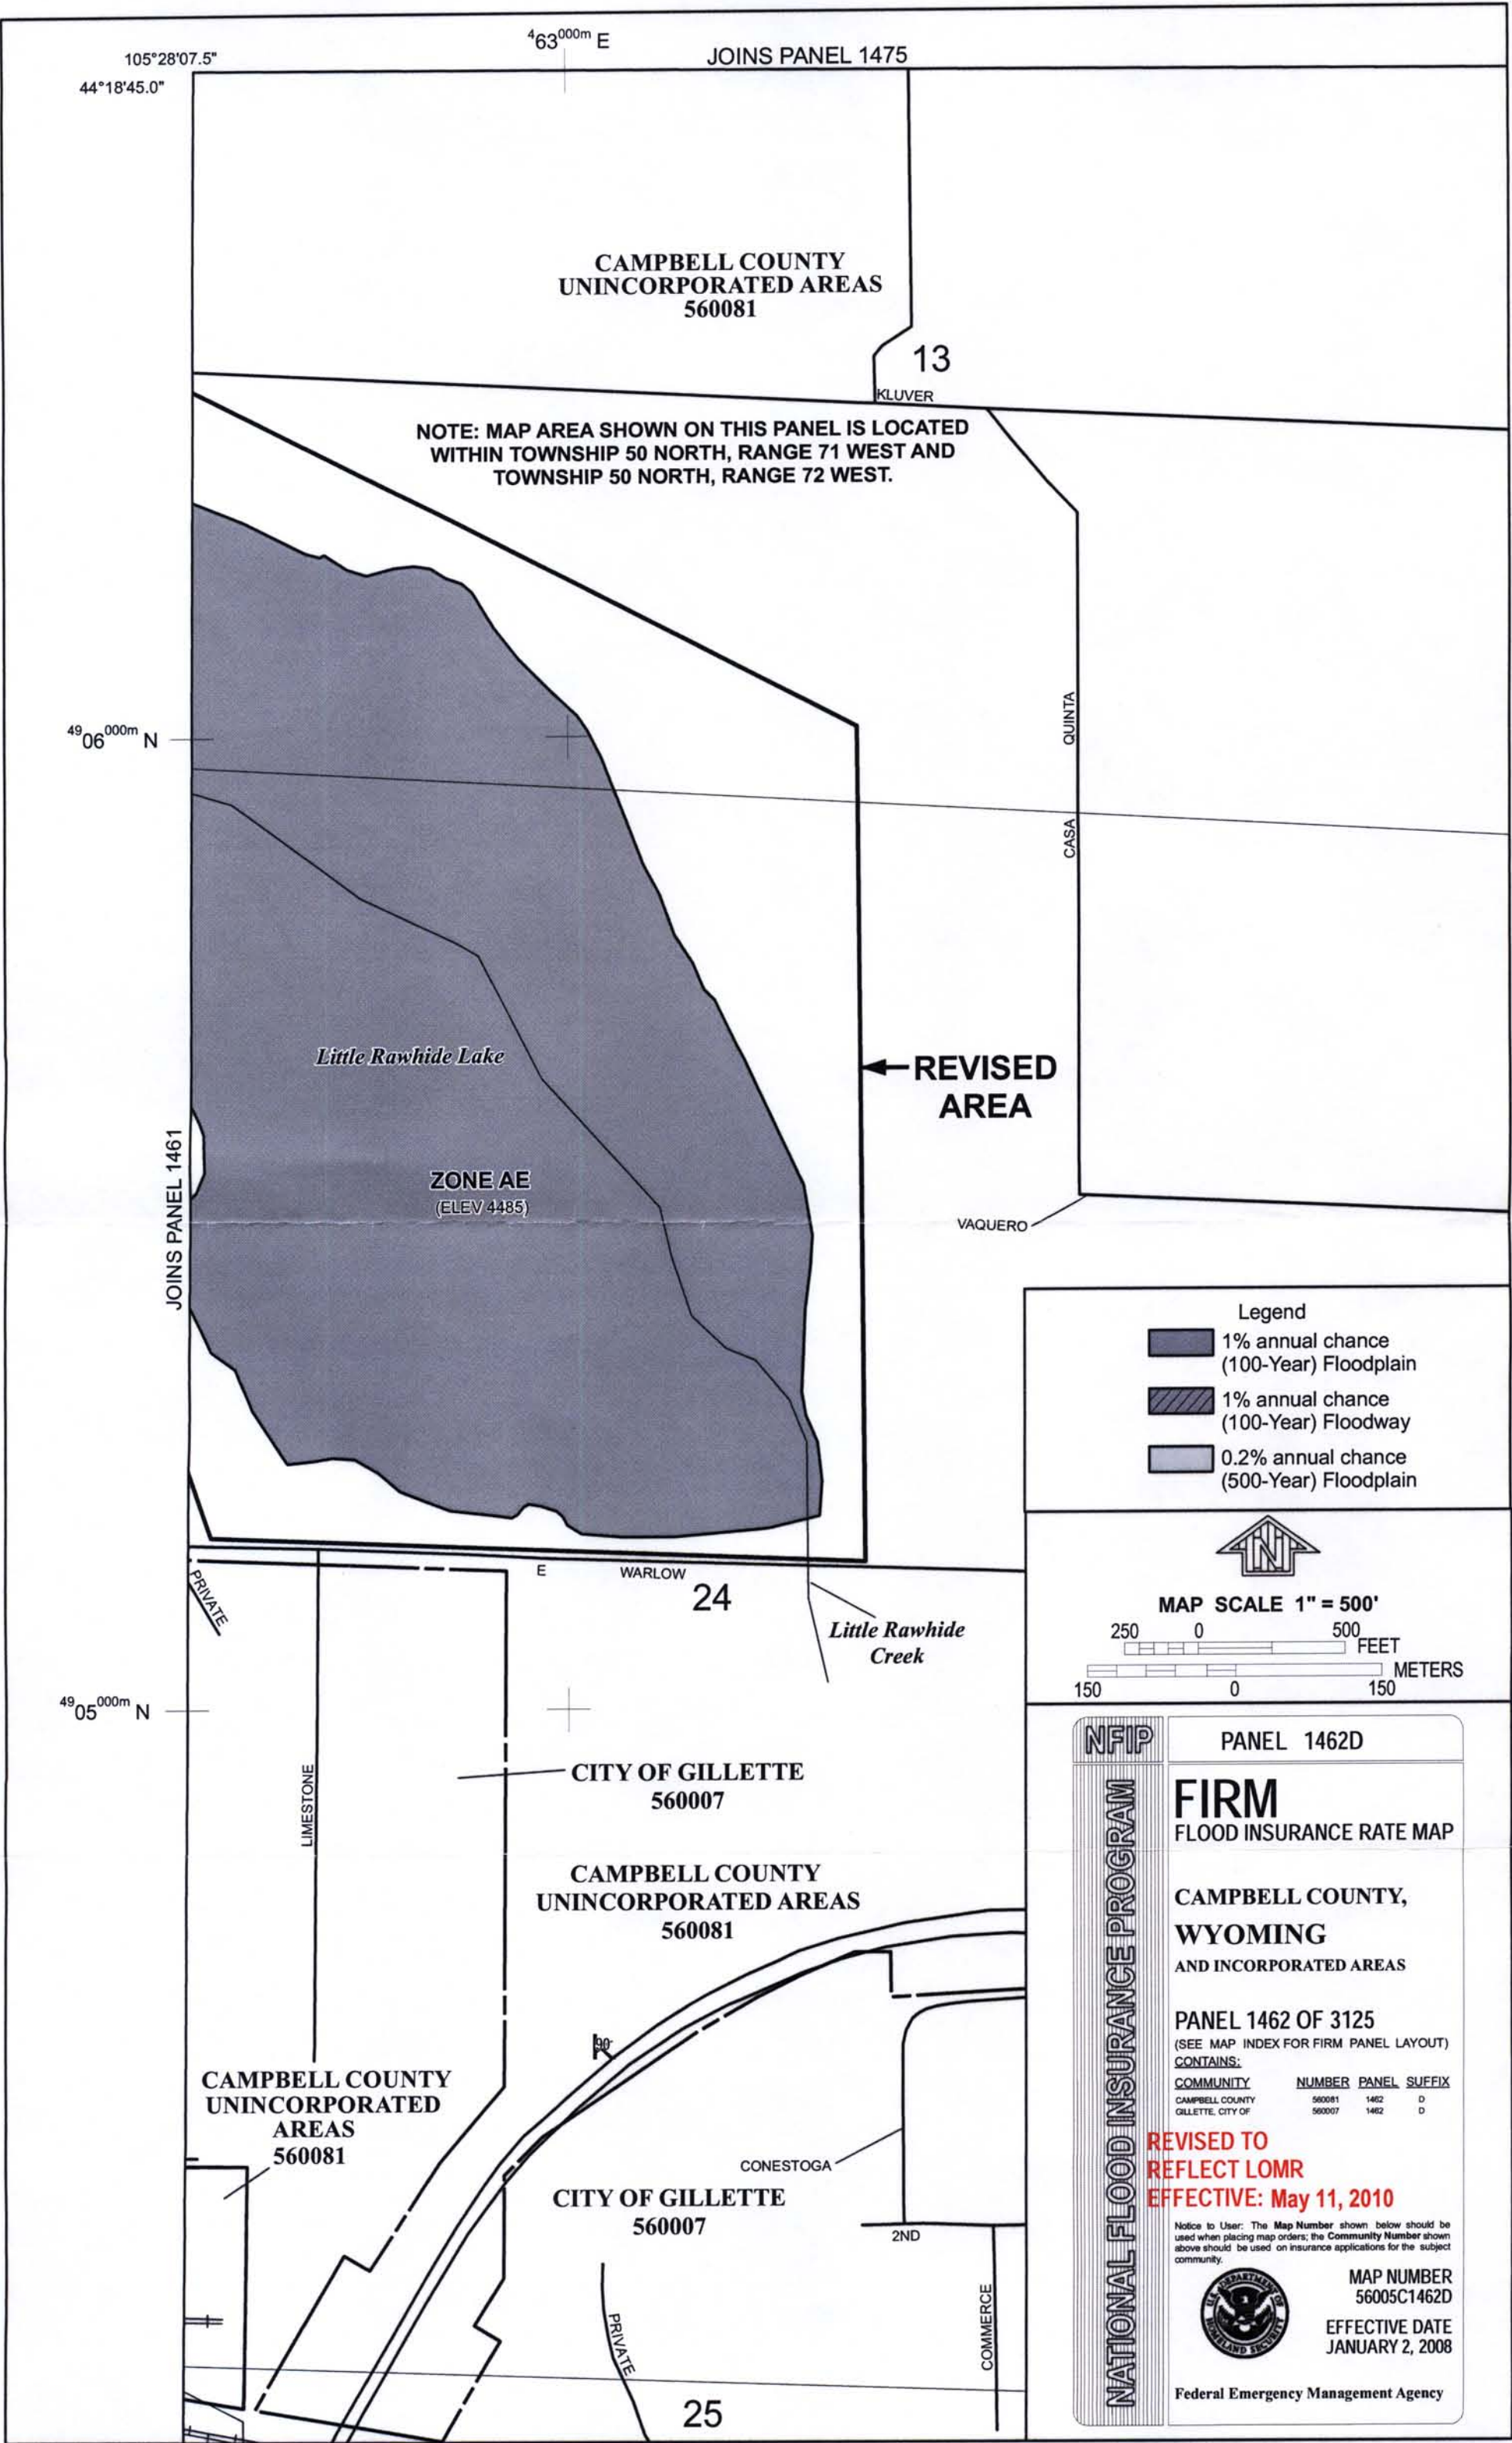 105°28'07.5"
463000m E
JOINS PANEL 1475
44°18'45.0"
CAMPBELL COUNTY
UNINCORPORATED AREAS
560081
13
KLUVER
NOTE: MAP AREA SHOWN ON THIS PANEL IS LOCATED
WITHIN TOWNSHIP 50 NORTH, RANGE 71 WEST AND
TOWNSHIP 50 NORTH, RANGE 72 WEST.
4906000m N
CASA QUINTA
Little Rawhide Lake
REVISED
AREA
JOINS PANEL 1461
ZONE AE
(ELEV 4485)
VAQUERO
Legend
1% annual chance
(100-Year) Floodplain
1% annual chance
(100-Year) Floodway
0.2% annual chance
(500-Year) Floodplain
N
MAP SCALE 1" = 500'
250 0 500
FEET
METERS
150 0 150
PRIVATE
E WARLOW
24
Little Rawhide
Creek
4905000m N
LIMESTONE
CITY OF GILLETTE
560007
CAMPBELL COUNTY
UNINCORPORATED AREAS
560081
90
CAMPBELL COUNTY
UNINCORPORATED
AREAS
560081
CONESTOGA
CITY OF GILLETTE
560007
2ND
PRIVATE
COMMERCE
25
NFIP
PANEL 1462D
NATIONAL FLOOD INSURANCE PROGRAM
FIRM
FLOOD INSURANCE RATE MAP
CAMPBELL COUNTY,
WYOMING
AND INCORPORATED AREAS
PANEL 1462 OF 3125
(SEE MAP INDEX FOR FIRM PANEL LAYOUT)
CONTAINS:
COMMUNITY NUMBER PANEL SUFFIX
CAMPBELL COUNTY 560081 1462 D
GILLETTE, CITY OF 560007 1462 D
REVISED TO
REFLECT LOMR
EFFECTIVE: May 11, 2010
Notice to User: The Map Number shown below should be
used when placing map orders; the Community Number shown
above should be used on insurance applications for the subject
community.
U.S. DEPARTMENT OF
HOMELAND SECURITY
MAP NUMBER
56005C1462D
EFFECTIVE DATE
JANUARY 2, 2008
Federal Emergency Management Agency